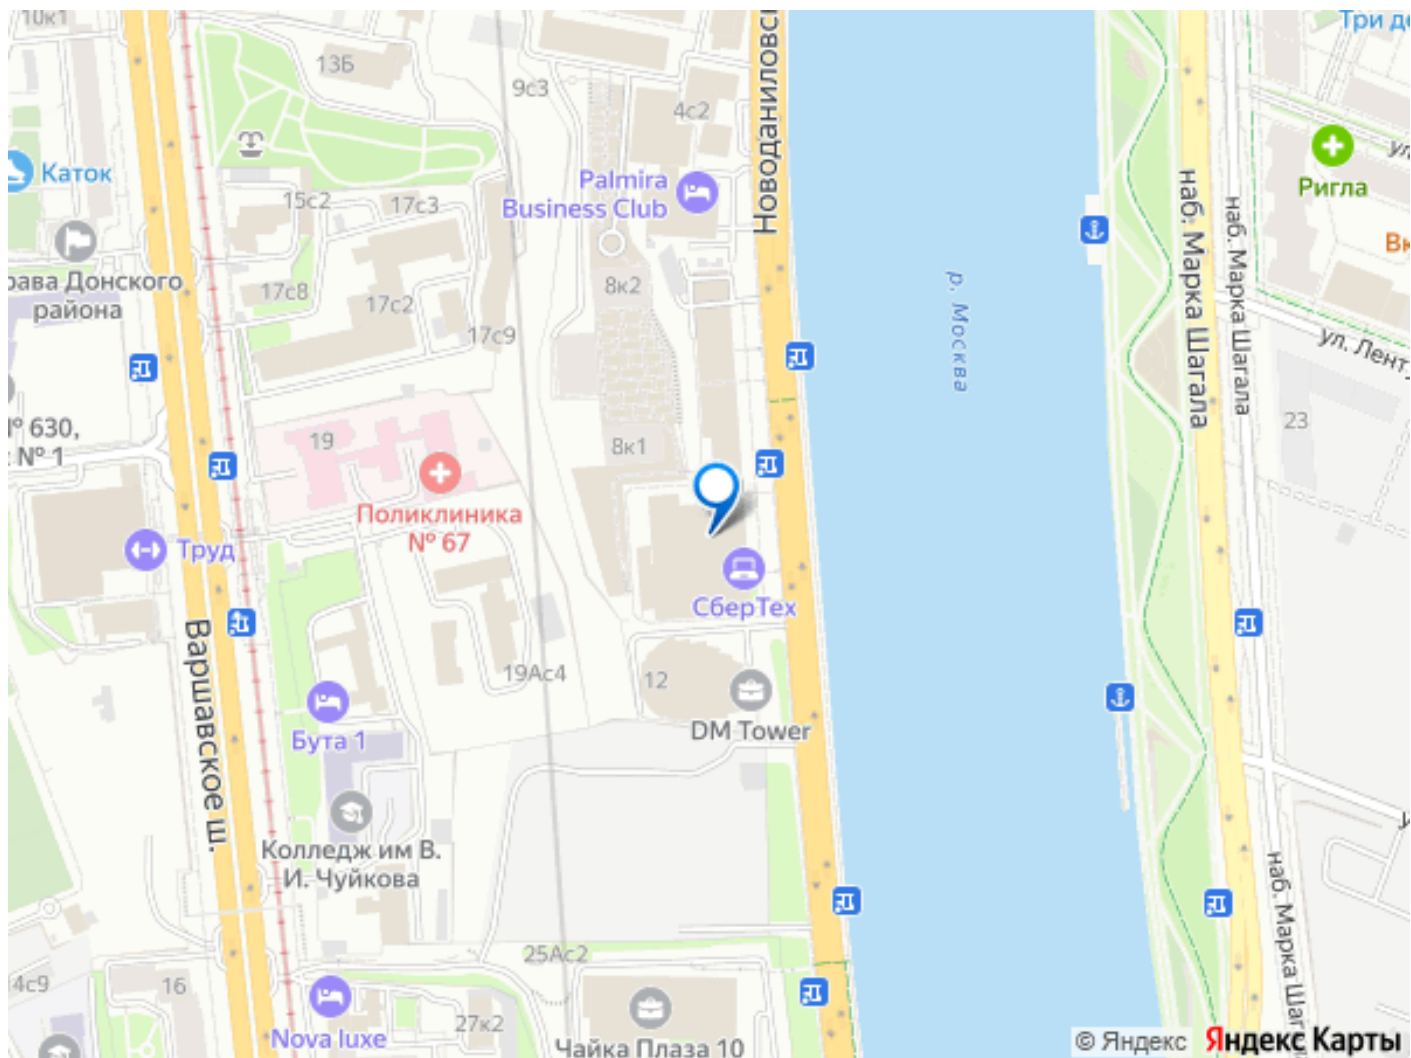 10к1
13Б
9с3
4с2
Новоданиловс
Три де
Каток
Ригла
ул
Palmira
Business Club
15с2
17с3
наб. Марка Шагала
наб. Марка Шагала
Вк
рава Донского
района
17с8
17с2
8к2
17с9
р. Москва
ул. Лент
№ 630,
№ 1
19
8к1
23
Поликлиника
№ 67
Труд
СберТех
Варшавское ш.
19Ас4
12
DM Tower
Бута 1
Колледж им В.
И. Чуйкова
наб. Марка Шаг
25Ас2
4с9
16
27к2
Nova luxe
Чайка Плаза 10
© Яндекс Яндекс Карты